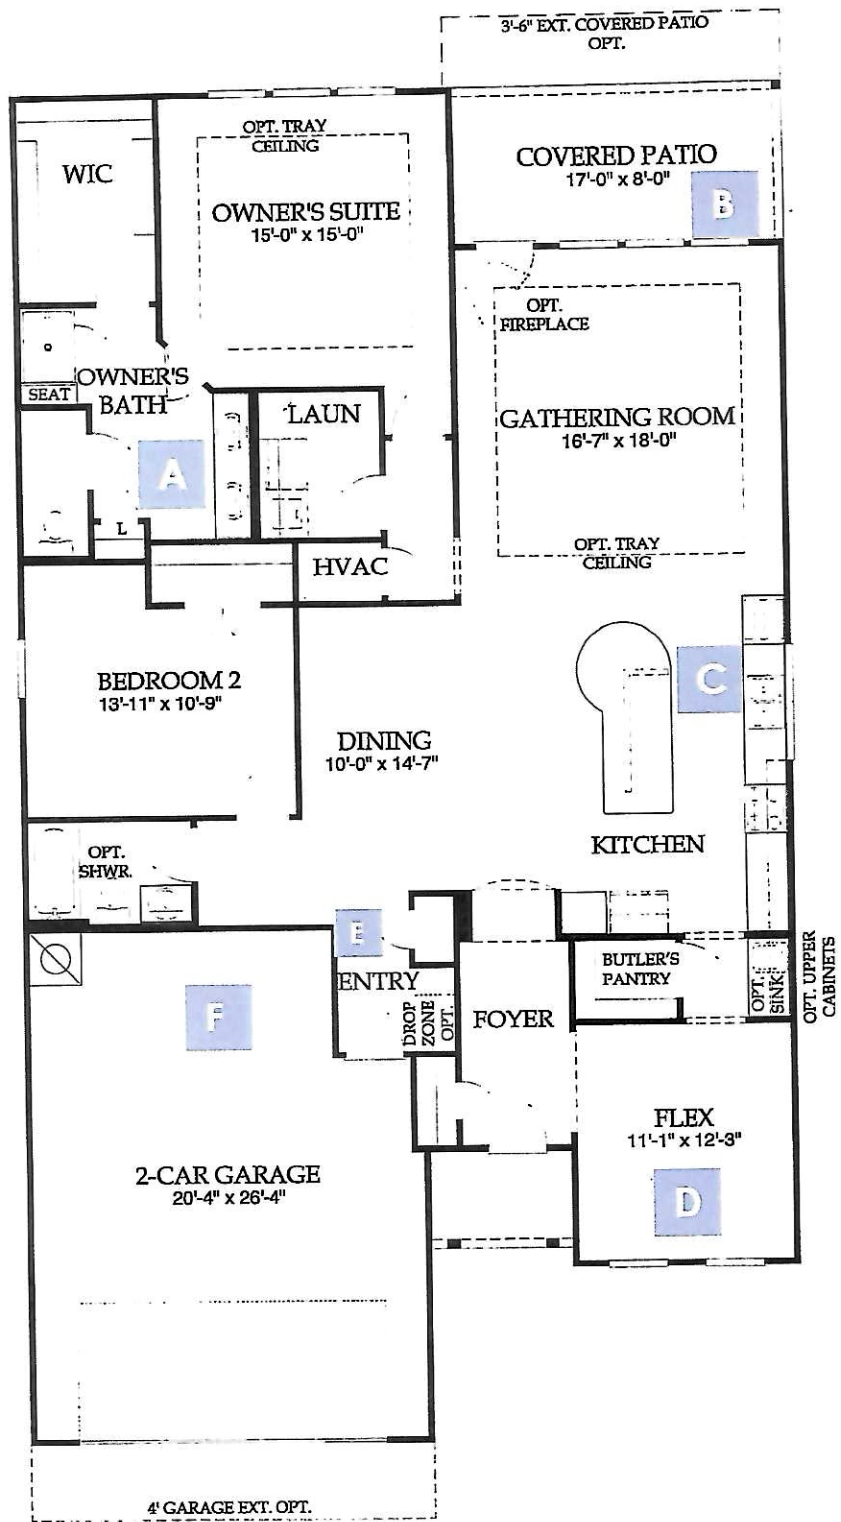 3'-6" EXT. COVERED PATIO
OPT.
COVERED PATIO
17'-0" x 8'-0"
B
OPT. TRAY
CEILING
WIC
OWNER'S SUITE
15'-0" x 15'-0"
OPT.
FIREPLACE
SEAT
OWNER'S
BATH
A
LAUN
GATHERING ROOM
16'-7" x 18'-0"
L
OPT. TRAY
CEILING
HVAC
BEDROOM 2
13'-11" x 10'-9"
C
DINING
10'-0" x 14'-7"
KITCHEN
OPT.
SHWR.
E
ENTRY
DROP
ZONE
OPT.
FOYER
BUTLER'S
PANTRY
OPT.
SINK
OPT. UPPER
CABINETS
F
FLEX
11'-1" x 12'-3"
D
2-CAR GARAGE
20'-4" x 26'-4"
4' GARAGE EXT. OPT.